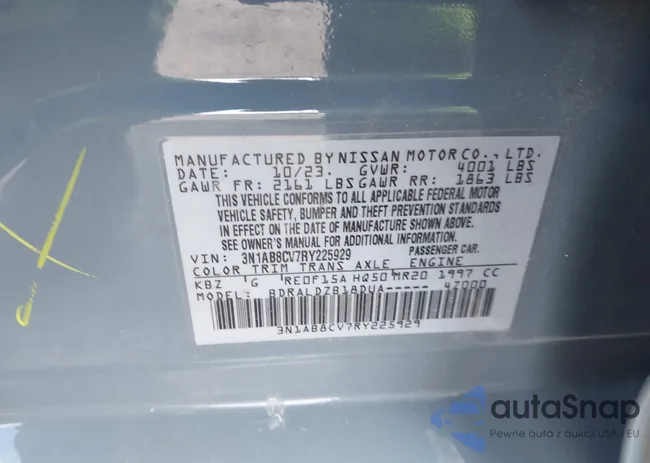 MANUFACTURED BY NISSAN MOTOR CO., LTD.
DATE: 10/23. GVWR: 4001 LBS
GAWR FR: 2161 LBS GAWR RR: 1863 LBS
THIS VEHICLE CONFORMS TO ALL APPLICABLE FEDERAL MOTOR
VEHICLE SAFETY, BUMPER AND THEFT PREVENTION STANDARDS
IN EFFECT ON THE DATE OF MANUFACTURE SHOWN ABOVE.
SEE OWNER'S MANUAL FOR ADDITIONAL INFORMATION.
VIN: 3N1AB8CV7RY225929 PASSENGER CAR.
COLOR TRIM TRANS AXLE ENGINE
KBZ G RE0F15A HQ50 MR20 1997 CC
MODEL: BDRALDZB18DUA----- 47000
3N1AB8CV7RY225929
autaSnap
Pewne auta z aukcji USA i EU